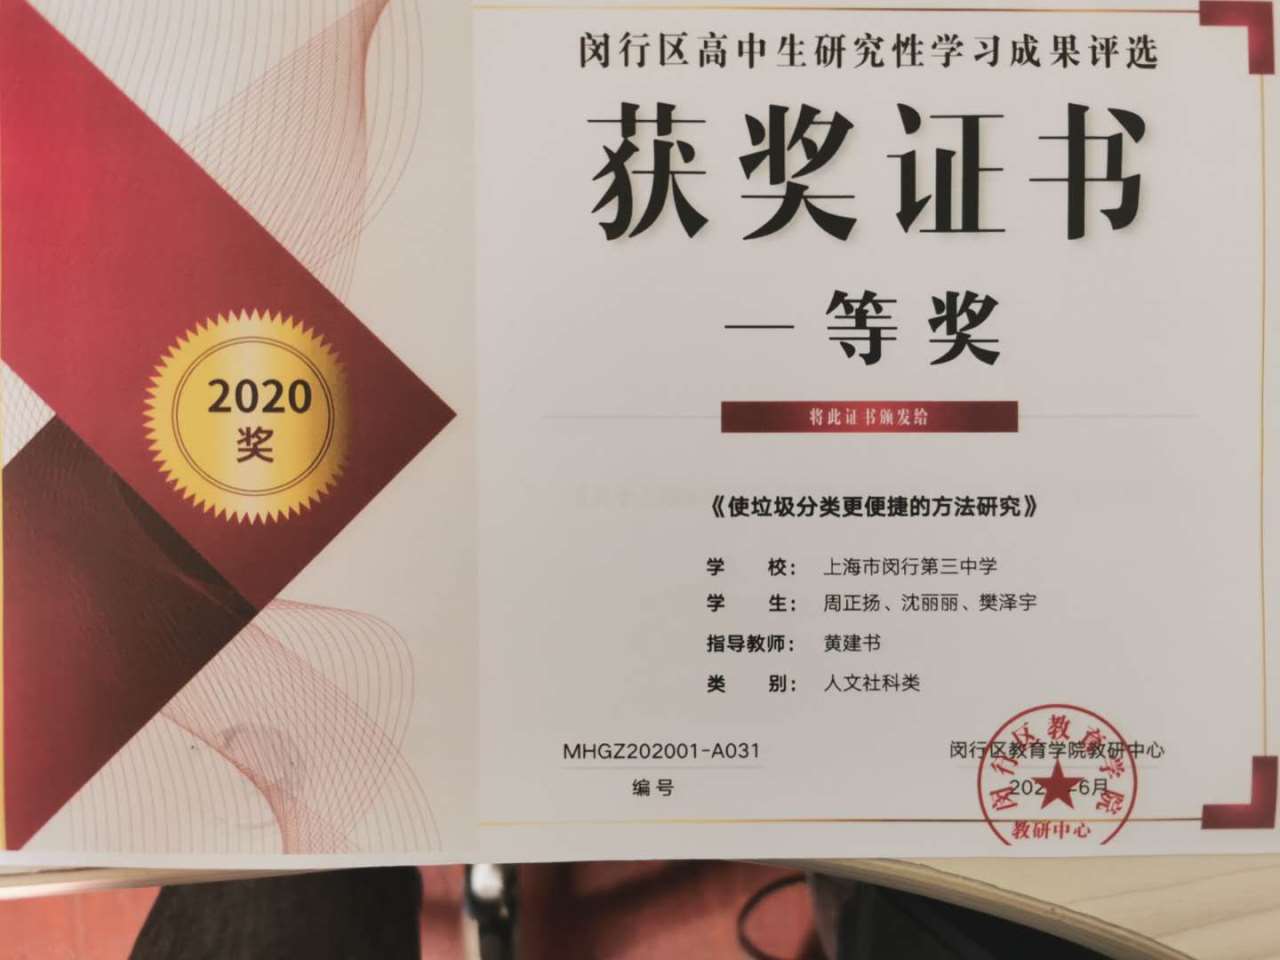 闵行区高中生研究性学习成果评选
获奖证书
一等奖
2020
奖
将此证书颁发给
《使垃圾分类更便捷的方法研究》
学 校： 上海市闵行第三中学
学 生： 周正扬、沈丽丽、樊泽宇
指导教师： 黄建书
类 别： 人文社科类
MHGZ202001-A031
编号
闵行区教育学院教研中心
6月
闵行区教育学院
教研中心